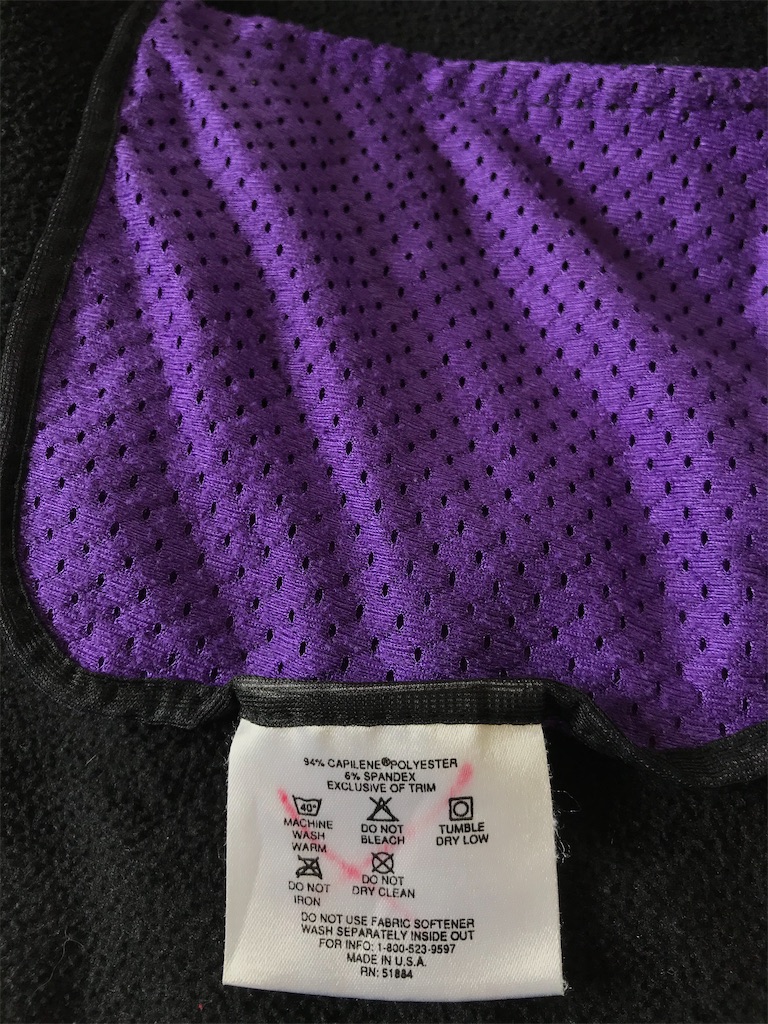 94% CAPILENE®POLYESTER
6% SPANDEX
EXCLUSIVE OF TRIM
40°
MACHINE
WASH
WARM
DO NOT
BLEACH
TUMBLE
DRY LOW
DO NOT
IRON
DO NOT
DRY CLEAN
DO NOT USE FABRIC SOFTENER
WASH SEPARATELY INSIDE OUT
FOR INFO: 1-800-523-9597
MADE IN U.S.A.
RN: 51884